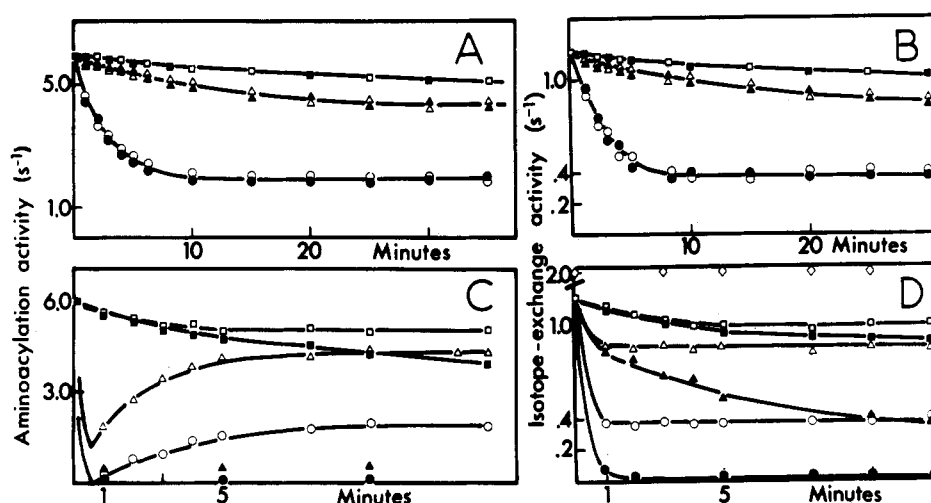 A
B
5.0
1.0
10
20
Minutes
1.0
.4
.2
10
20
Minutes
Aminoacylation activity (s⁻¹)
Isotope-exchange activity (s⁻¹)
C
D
6.0
3.0
1
5
Minutes
2.0
1.0
.4
.2
1
5
Minutes